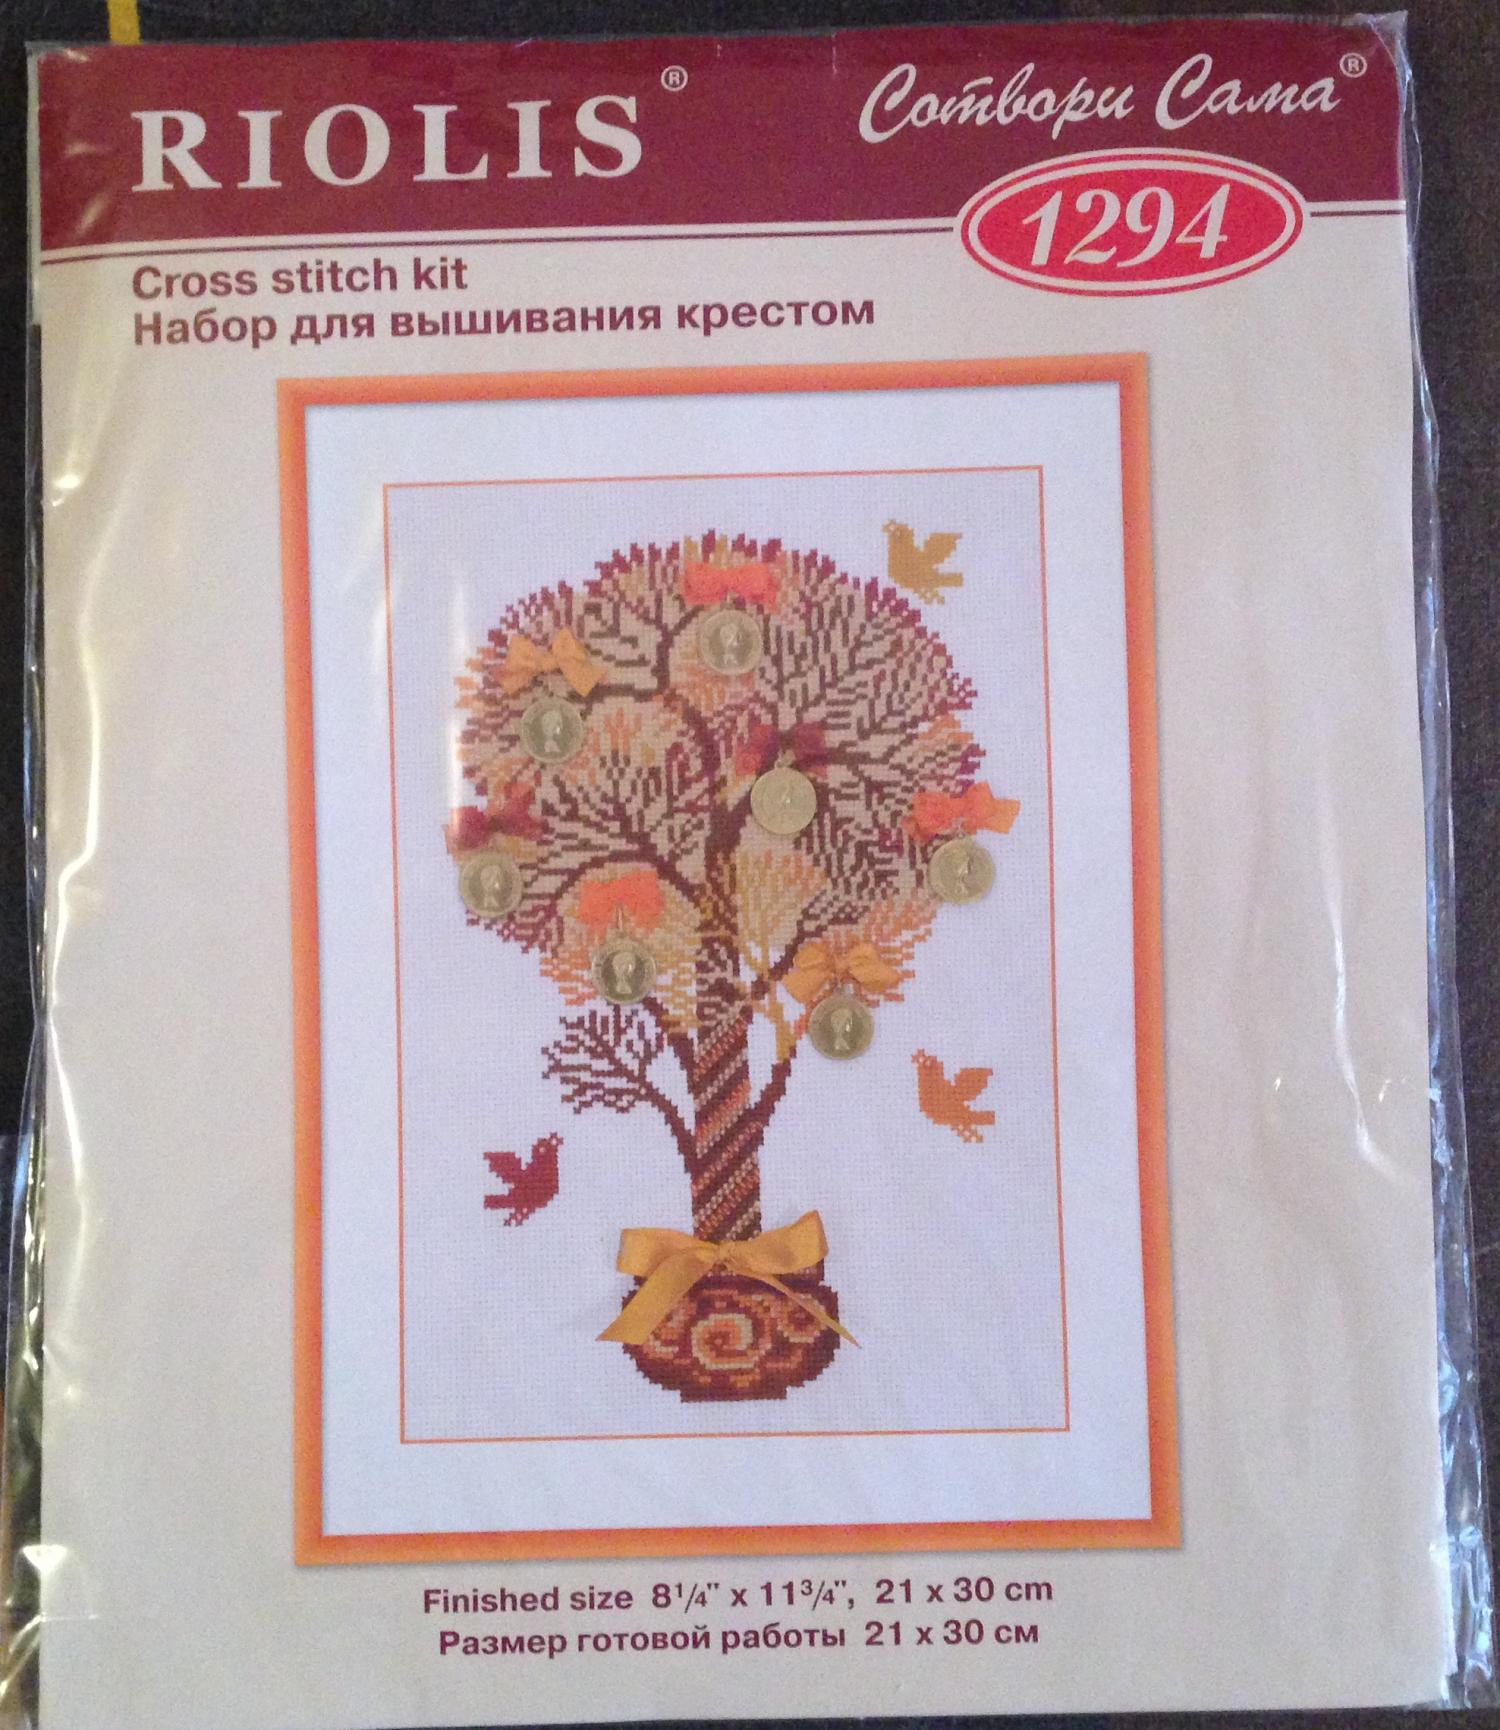 RIOLIS®
Сотвори Сама®
1294
Cross stitch kit
Набор для вышивания крестом
Finished size 8¹/₄" x 11³/₄", 21 x 30 cm
Размер готовой работы 21 x 30 см